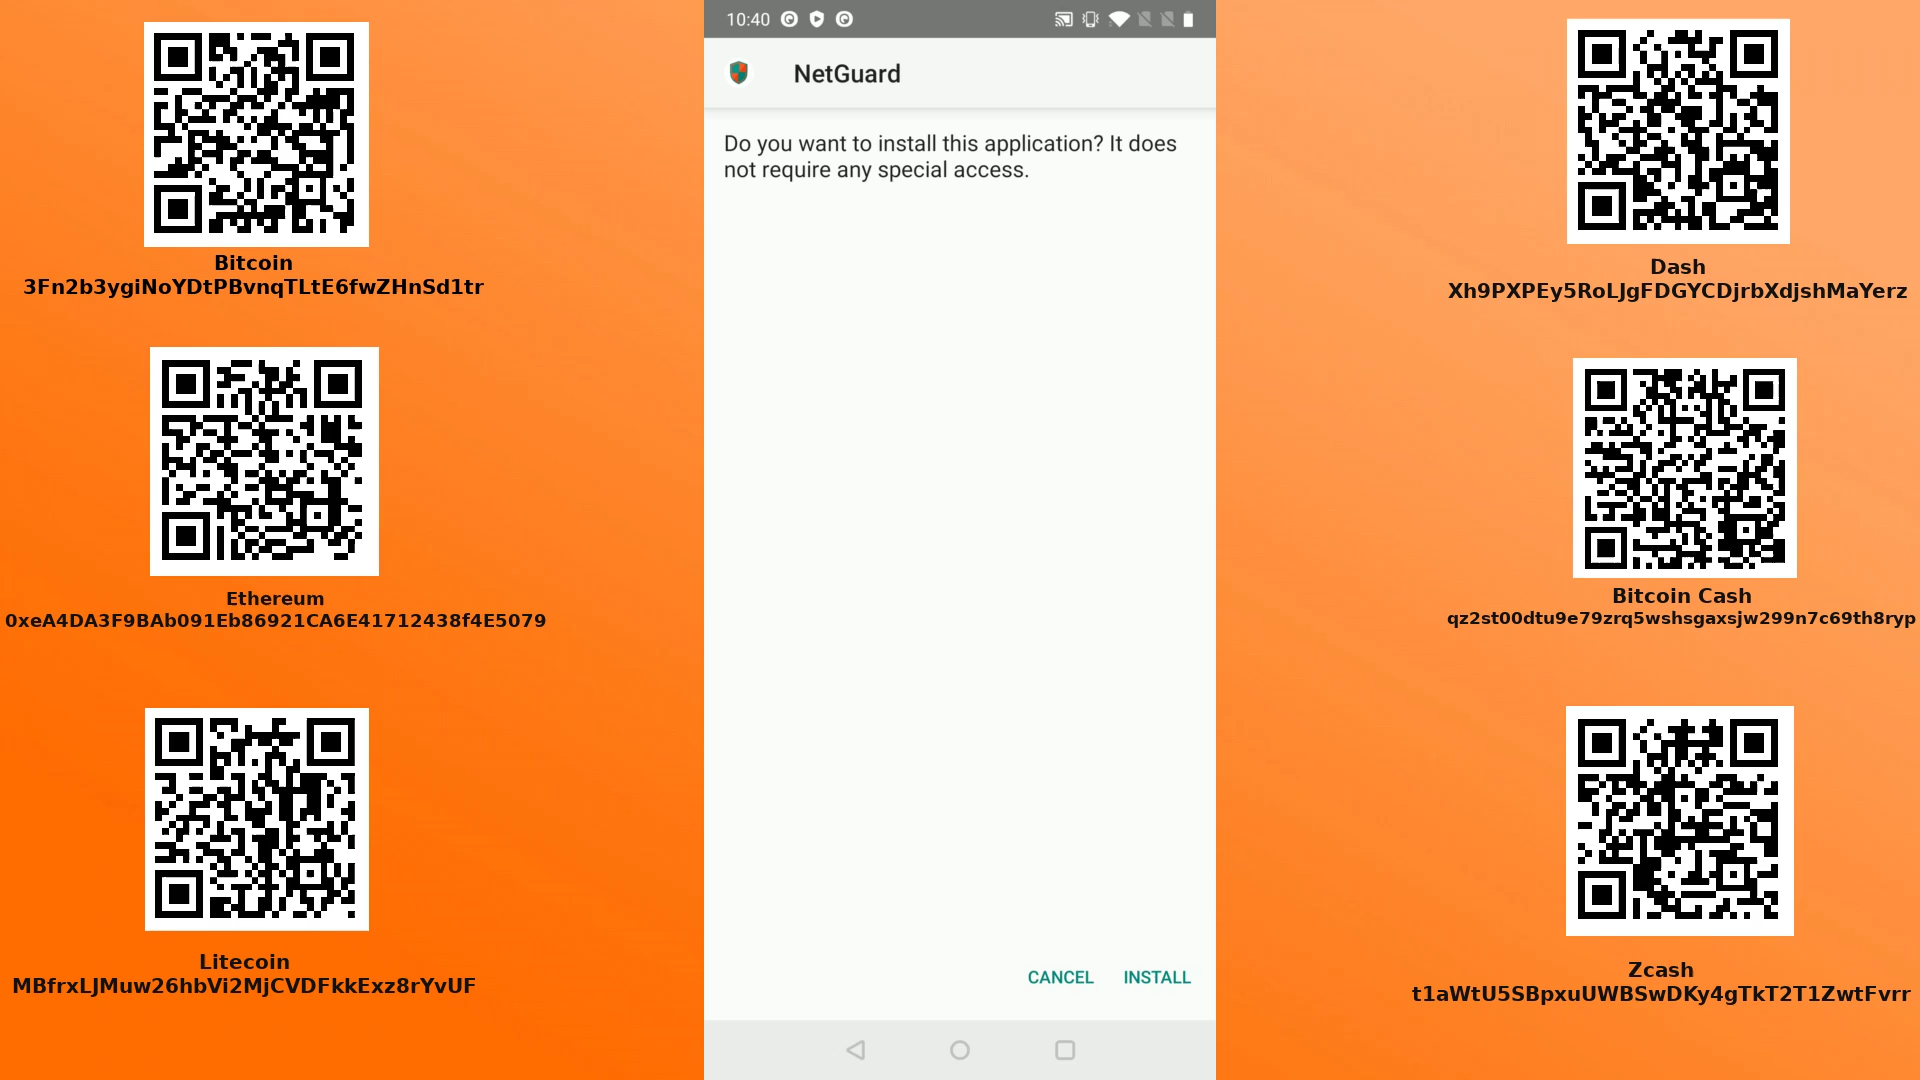 Bitcoin
3Fn2b3ygiNoYDtPBvnqTLtE6fwZHnSd1tr
Ethereum
0xeA4DA3F9BAb091Eb86921CA6E41712438f4E5079
Litecoin
MBfrxLJMuw26hbVi2MjCVDFkkExz8rYvUF
10:40
NetGuard
Do you want to install this application? It does
not require any special access.
CANCEL INSTALL
Dash
Xh9PXPEy5RoLJgFDGYCDjrbXdjshMaYerz
Bitcoin Cash
qz2st00dtu9e79zrq5wshsgaxsjw299n7c69th8ryp
Zcash
t1aWtU5SBpxuUWBSwDKy4gTkT2T1ZwtFvrr